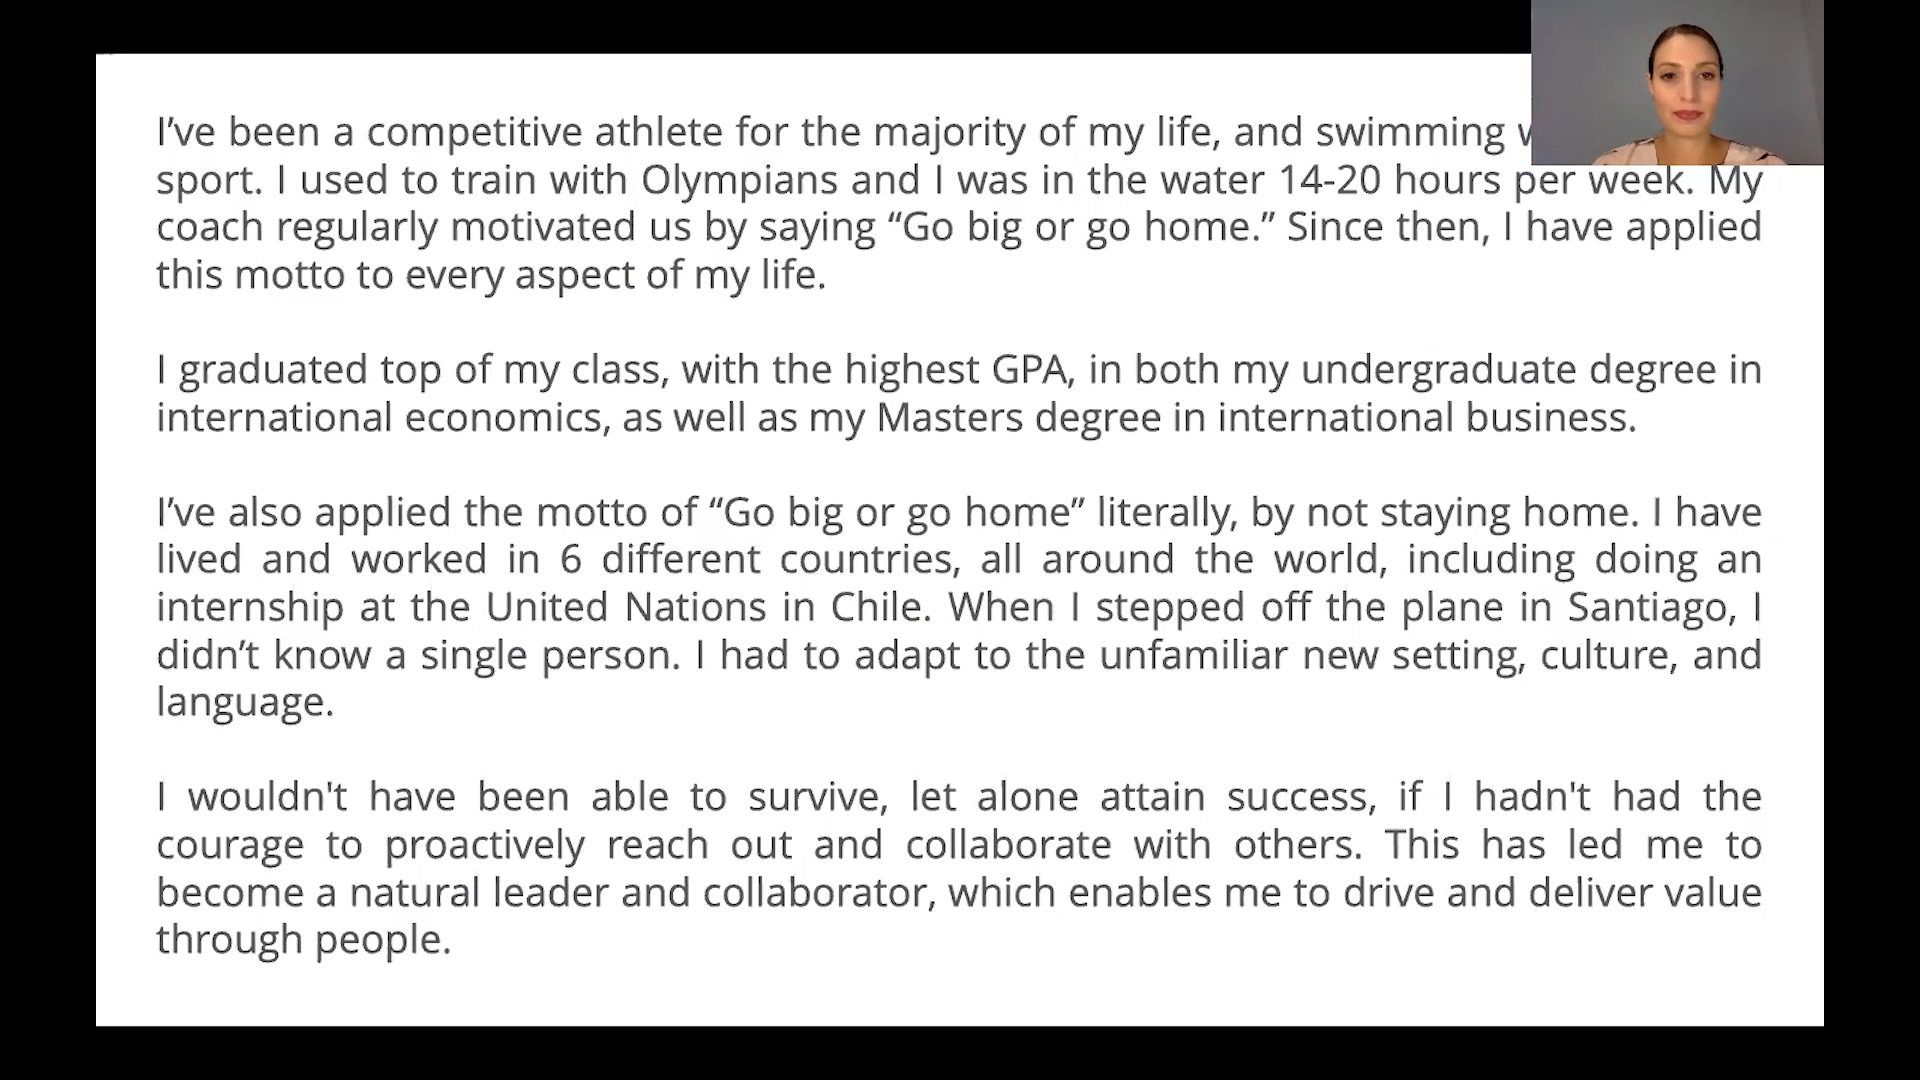 I’ve been a competitive athlete for the majority of my life, and swimming
sport. I used to train with Olympians and I was in the water 14-20 hours per week. My
coach regularly motivated us by saying “Go big or go home.” Since then, I have applied
this motto to every aspect of my life.
I graduated top of my class, with the highest GPA, in both my undergraduate degree in
international economics, as well as my Masters degree in international business.
I’ve also applied the motto of “Go big or go home” literally, by not staying home. I have
lived and worked in 6 different countries, all around the world, including doing an
internship at the United Nations in Chile. When I stepped off the plane in Santiago, I
didn’t know a single person. I had to adapt to the unfamiliar new setting, culture, and
language.
I wouldn't have been able to survive, let alone attain success, if I hadn't had the
courage to proactively reach out and collaborate with others. This has led me to
become a natural leader and collaborator, which enables me to drive and deliver value
through people.